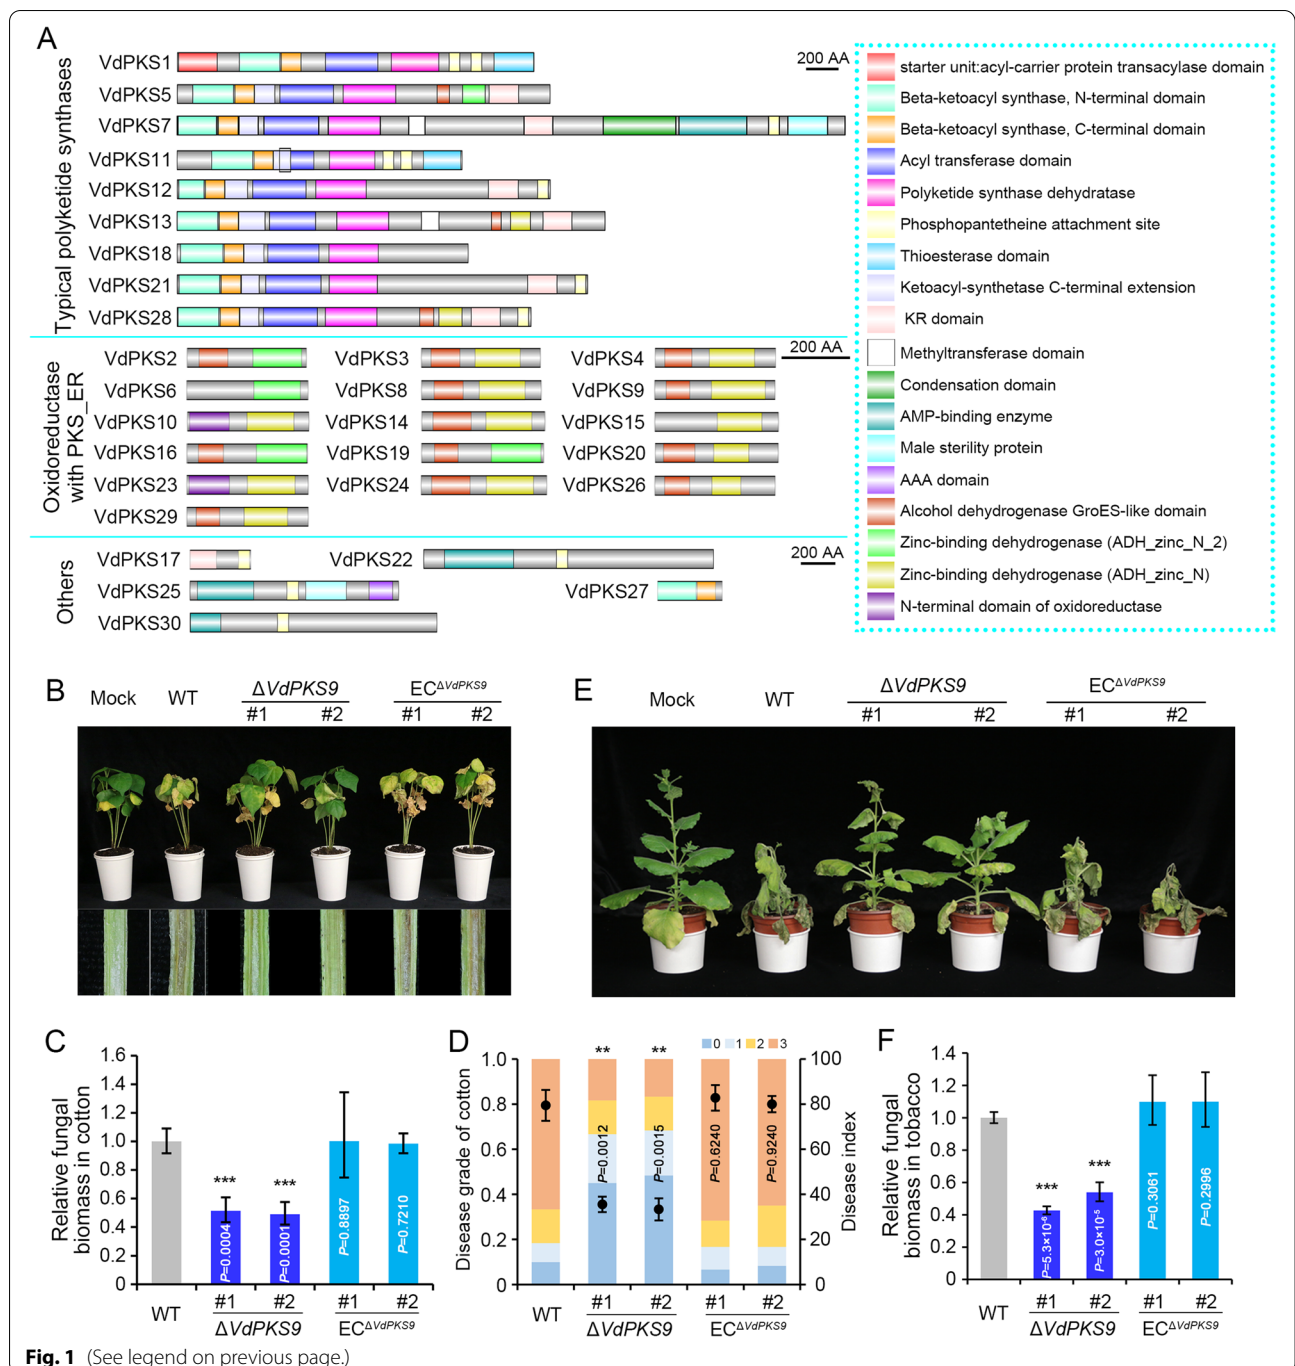 A
Typical polyketide synthases
VdPKS1
200 AA
VdPKS5
VdPKS7
VdPKS11
VdPKS12
VdPKS13
VdPKS18
VdPKS21
VdPKS28
starter unit:acyl-carrier protein transacylase domain
Beta-ketoacyl synthase, N-terminal domain
Beta-ketoacyl synthase, C-terminal domain
Acyl transferase domain
Polyketide synthase dehydratase
Phosphopantetheine attachment site
Thioesterase domain
Ketoacyl-synthetase C-terminal extension
KR domain
Methyltransferase domain
Condensation domain
AMP-binding enzyme
Male sterility protein
AAA domain
Alcohol dehydrogenase GroES-like domain
Zinc-binding dehydrogenase (ADH_zinc_N_2)
Zinc-binding dehydrogenase (ADH_zinc_N)
N-terminal domain of oxidoreductase
Oxidoreductase
with PKS_ER
200 AA
VdPKS2 VdPKS3 VdPKS4
VdPKS6 VdPKS8 VdPKS9
VdPKS10 VdPKS14 VdPKS15
VdPKS16 VdPKS19 VdPKS20
VdPKS23 VdPKS24 VdPKS26
VdPKS29
Others
VdPKS17 VdPKS22 200 AA
VdPKS25 VdPKS27
VdPKS30
B
Mock WT ΔVdPKS9 EC^ΔVdPKS9
#1 #2 #1 #2
E
Mock WT ΔVdPKS9 EC^ΔVdPKS9
#1 #2 #1 #2
C
Relative fungal
biomass in cotton
1.6
1.4
1.2
1.0
0.8
0.6
0.4
0.2
0
*** ***
P=0.0004
P=0.0001
P=0.8897
P=0.7210
WT #1 #2 #1 #2
ΔVdPKS9 EC^ΔVdPKS9
D
0 1 2 3
Disease grade of cotton
1.0
0.8
0.6
0.4
0.2
0
** **
P=0.0012
P=0.0015
P=0.6240
P=0.9240
100
80
60
40
20
0
Disease index
WT #1 #2 #1 #2
ΔVdPKS9 EC^ΔVdPKS9
F
Relative fungal
biomass in tobacco
1.4
1.2
1.0
0.8
0.6
0.4
0.2
0
*** ***
P=5.3×10⁻⁶
P=3.0×10⁻⁵
P=0.3061
P=0.2996
WT #1 #2 #1 #2
ΔVdPKS9 EC^ΔVdPKS9
Fig. 1 (See legend on previous page.)